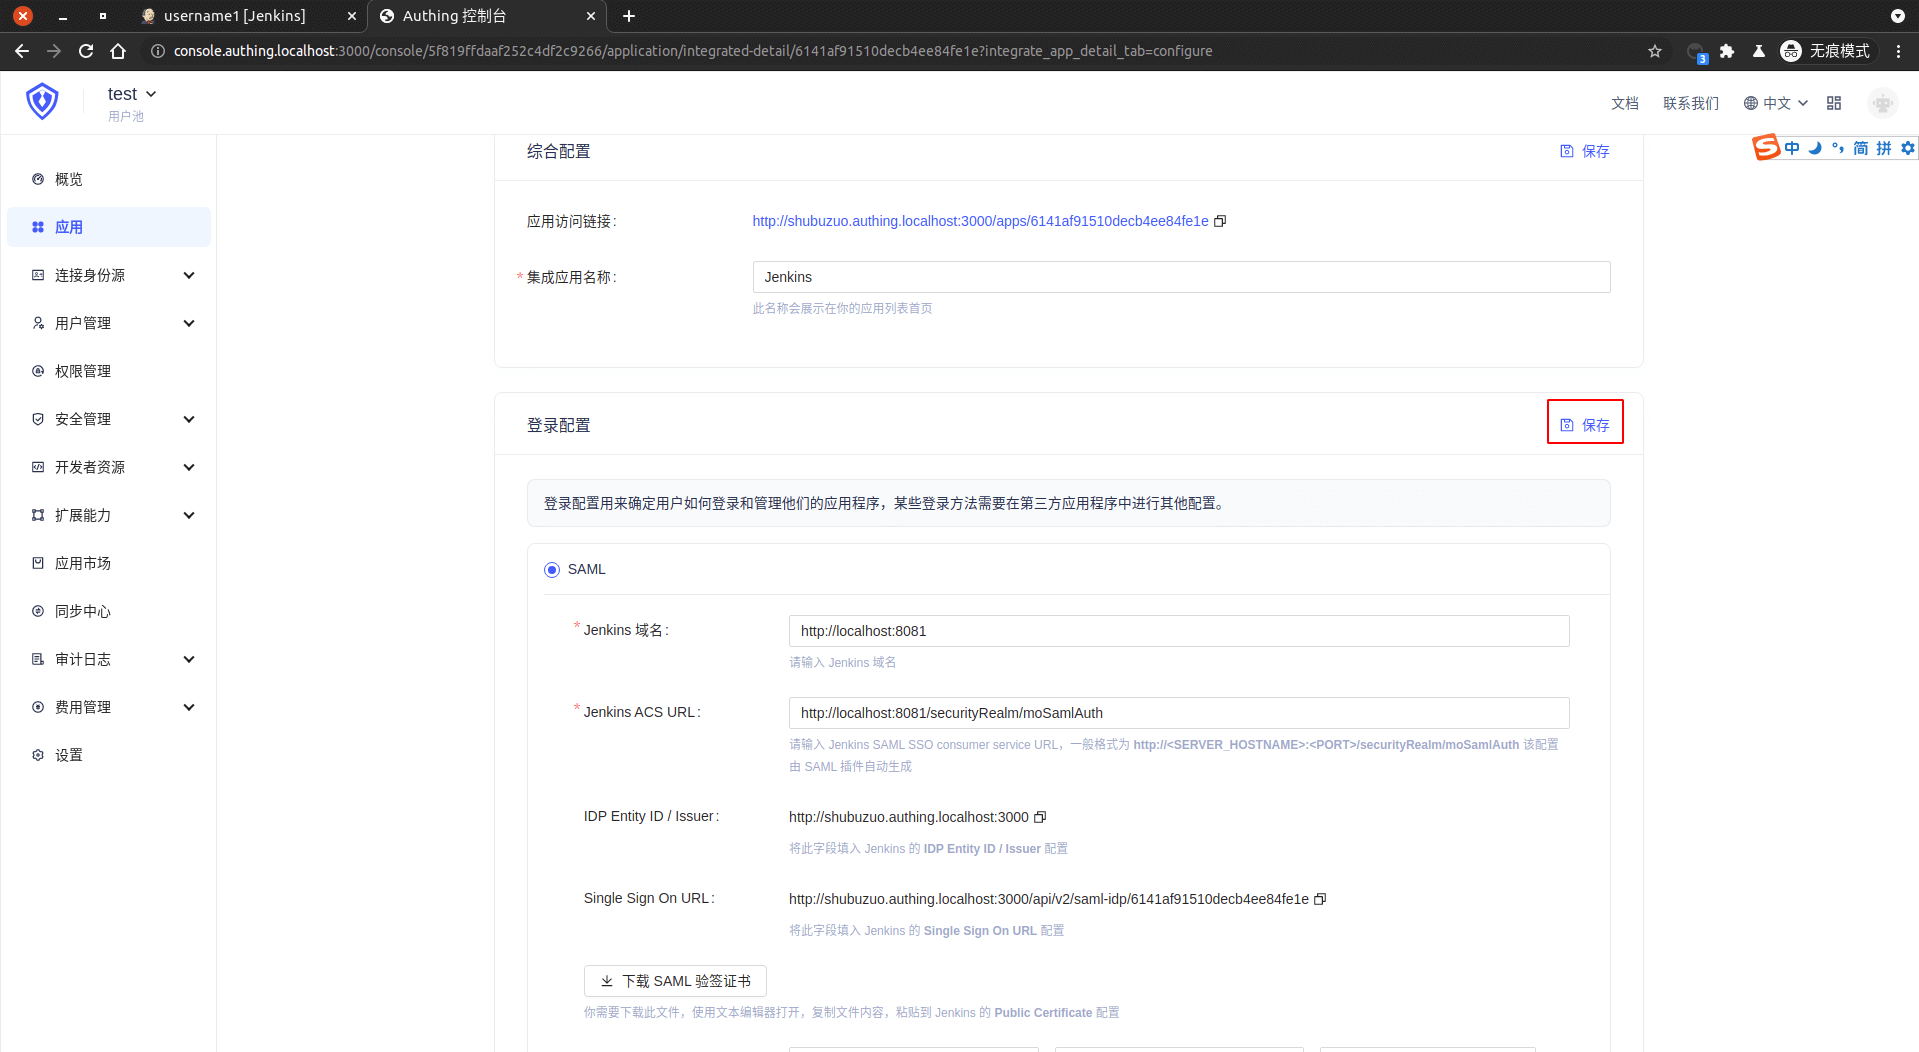 username1 [Jenkins]
Authing 控制台
console.authing.localhost:3000/console/5f819ffdaaf252c4df2c9266/application/integrated-detail/6141af91510decb4ee84fe1e?integrate_app_detail_tab=configure
3
无痕模式
test
用户池
文档
联系我们
中文
中 简 拼
概览
应用
连接身份源
用户管理
权限管理
安全管理
开发者资源
扩展能力
应用市场
同步中心
审计日志
费用管理
设置
综合配置
保存
应用访问链接:
http://shubuzuo.authing.localhost:3000/apps/6141af91510decb4ee84fe1e
* 集成应用名称:
Jenkins
此名称会展示在你的应用列表首页
登录配置
保存
登录配置用来确定用户如何登录和管理他们的应用程序，某些登录方法需要在第三方应用程序中进行其他配置。
SAML
* Jenkins 域名:
http://localhost:8081
请输入 Jenkins 域名
* Jenkins ACS URL:
http://localhost:8081/securityRealm/moSamlAuth
请输入 Jenkins SAML SSO consumer service URL，一般格式为 http://<SERVER_HOSTNAME>:<PORT>/securityRealm/moSamlAuth 该配置
由 SAML 插件自动生成
IDP Entity ID / Issuer:
http://shubuzuo.authing.localhost:3000
将此字段填入 Jenkins 的 IDP Entity ID / Issuer 配置
Single Sign On URL:
http://shubuzuo.authing.localhost:3000/api/v2/saml-idp/6141af91510decb4ee84fe1e
将此字段填入 Jenkins 的 Single Sign On URL 配置
下载 SAML 验签证书
你需要下载此文件，使用文本编辑器打开，复制文件内容，粘贴到 Jenkins 的 Public Certificate 配置